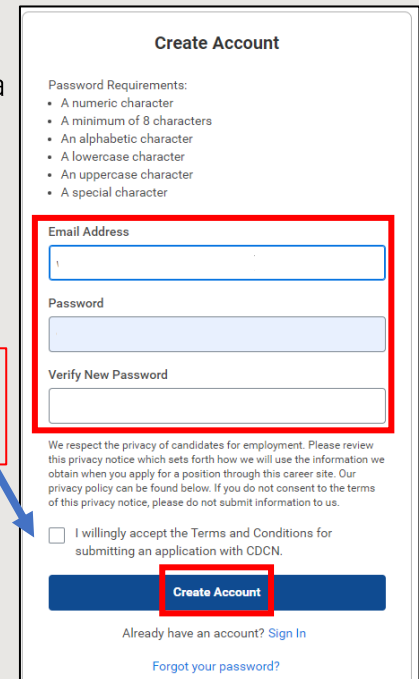 Create Account
a
Password Requirements:
• A numeric character
• A minimum of 8 characters
• An alphabetic character
• A lowercase character
• An uppercase character
• A special character
Email Address
Password
Verify New Password
We respect the privacy of candidates for employment. Please review
this privacy notice which sets forth how we will use the information we
obtain when you apply for a position through this career site. Our
privacy policy can be found below. If you do not consent to the terms
of this privacy notice, please do not submit information to us.
I willingly accept the Terms and Conditions for
submitting an application with CDCN.
Create Account
Already have an account? Sign In
Forgot your password?